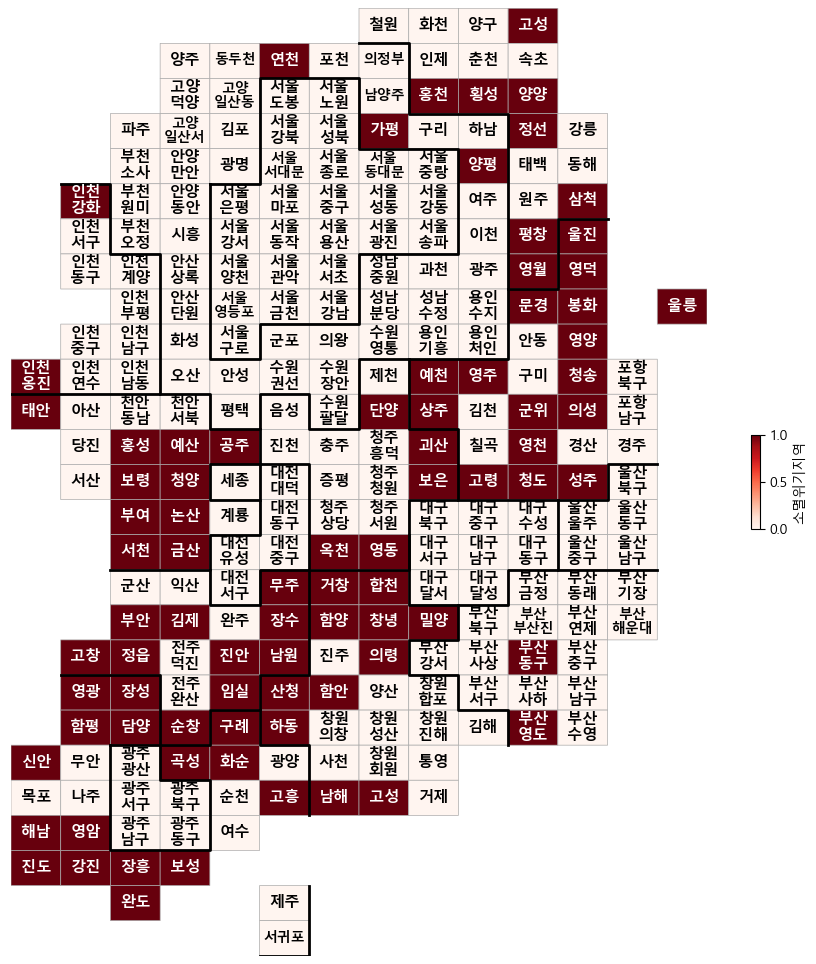 철원 화천 양구 고성
양주 동두천 연천 포천 의정부 인제 춘천 속초
고양 고양 서울 서울 남양주 홍천 횡성 양양
덕양 일산동 도봉 노원
파주 고양 김포 서울 서울 가평 구리 하남 정선 강릉
일산서 강북 성북
부천 안양 광명 서울 서울 서울 서울 양평 태백 동해
소사 만안 서대문 종로 동대문 중랑
인천 부천 안양 서울 서울 서울 서울 서울 여주 원주 삼척
강화 원미 동안 은평 마포 중구 성동 강동
인천 부천 시흥 서울 서울 서울 서울 서울 이천 평창 울진
서구 오정 강서 동작 용산 광진 송파
인천 인천 안산 서울 서울 서울 성남 과천 광주 영월 영덕
동구 계양 상록 양천 관악 서초 중원
인천 안산 서울 서울 서울 성남 성남 용인 문경 봉화 울릉
부평 단원 영등포 금천 강남 분당 수정 수지
인천 인천 화성 서울 군포 의왕 수원 용인 용인 안동 영양
중구 남구 구로 영통 기흥 처인
인천 인천 인천 오산 안성 수원 수원 제천 예천 영주 구미 청송 포항
옹진 연수 남동 권선 장안 북구
태안 아산 천안 천안 평택 음성 수원 단양 상주 김천 군위 의성 포항
동남 서북 팔달 남구
당진 홍성 예산 공주 진천 충주 청주 괴산 칠곡 영천 경산 경주
흥덕
서산 보령 청양 세종 대전 증평 청주 보은 고령 청도 성주 울산
대덕 청원 북구
부여 논산 계룡 대전 청주 청주 대구 대구 대구 울산 울산
동구 상당 서원 북구 중구 수성 울주 동구
서천 금산 대전 대전 옥천 영동 대구 대구 대구 울산 울산
유성 중구 서구 남구 동구 중구 남구
군산 익산 대전 무주 거창 합천 대구 대구 부산 부산 부산
서구 달서 달성 금정 동래 기장
부안 김제 완주 장수 함양 창녕 밀양 부산 부산 부산 부산
북구 부산진 연제 해운대
고창 정읍 전주 진안 남원 진주 의령 부산 부산 부산 부산
덕진 강서 사상 동구 중구
영광 장성 전주 임실 산청 함안 양산 창원 부산 부산 부산
완산 합포 서구 사하 남구
함평 담양 순창 구례 하동 창원 창원 창원 김해 부산 부산
의창 성산 진해 영도 수영
신안 무안 광주 곡성 화순 광양 사천 창원 통영
광산 회원
목포 나주 광주 광주 순천 고흥 남해 고성 거제
서구 북구
해남 영암 광주 광주 여수
남구 동구
진도 강진 장흥 보성
완도 제주
서귀포
1.0
0.5
0.0
소멸위기지역